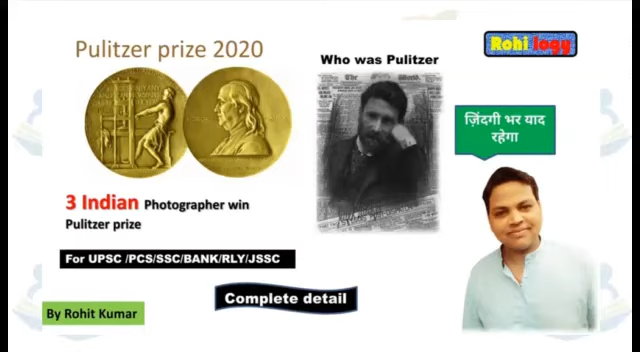 Pulitzer prize 2020
Who was Pulitzer
Rohi logy
World.
ज़िंदगी भर याद
रहेगा
3 Indian Photographer win
Pulitzer prize
For UPSC /PCS/SSC/BANK/RLY/JSSC
Complete detail
By Rohit Kumar